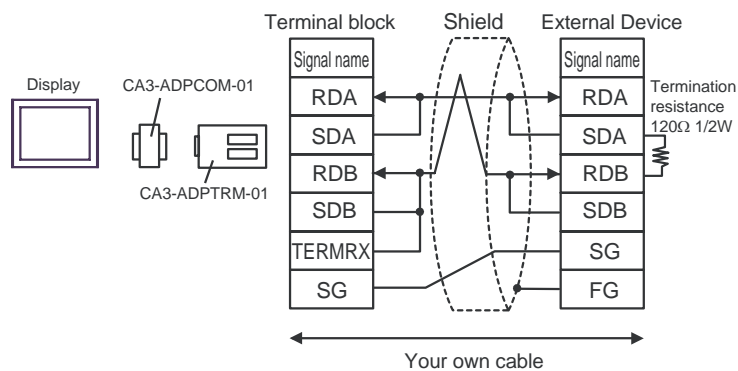 Terminal block
Shield
External Device
Signal name
Signal name
Display
CA3-ADPCOM-01
CA3-ADPTRM-01
RDA
RDA
SDA
SDA
RDB
RDB
SDB
SDB
TERMRX
SG
SG
FG
Termination
resistance
120Ω 1/2W
Your own cable